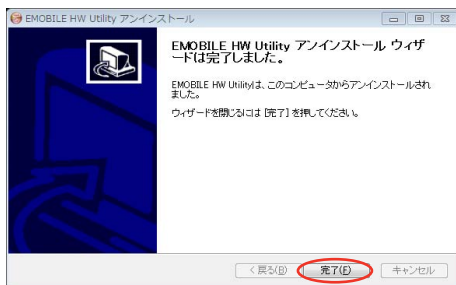 EMOBILE HW Utility アンインストール
EMOBILE HW Utility アンインストール ウィザ
ードは完了しました。
EMOBILE HW Utilityは、このコンピュータからアンインストールされ
ました。
ウィザードを閉じるには [完了] を押してください。
< 戻る(B)
完了(F)
キャンセル